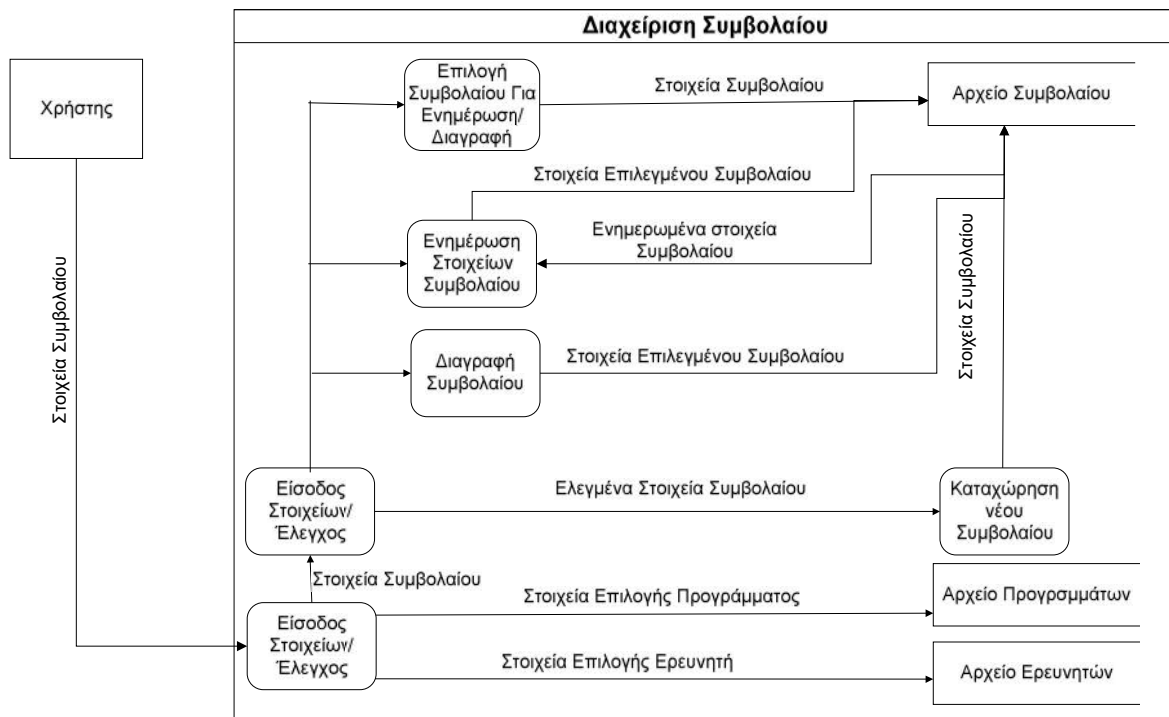 Διαχείριση Συμβολαίου
Χρήστης
Στοιχεία Συμβολαίου
Επιλογή
Συμβολαίου Για
Ενημέρωση/
Διαγραφή
Στοιχεία Συμβολαίου
Αρχείο Συμβολαίου
Στοιχεία Επιλεγμένου Συμβολαίου
Ενημέρωση
Στοιχείων
Συμβολαίου
Ενημερωμένα στοιχεία
Συμβολαίου
Στοιχεία Συμβολαίου
Διαγραφή
Συμβολαίου
Στοιχεία Επιλεγμένου Συμβολαίου
Είσοδος
Στοιχείων/
Έλεγχος
Ελεγμένα Στοιχεία Συμβολαίου
Καταχώρηση
νέου
Συμβολαίου
Στοιχεία Συμβολαίου
Είσοδος
Στοιχείων/
Έλεγχος
Στοιχεία Επιλογής Προγράμματος
Αρχείο Προγρσμμάτων
Στοιχεία Επιλογής Ερευνητή
Αρχείο Ερευνητών